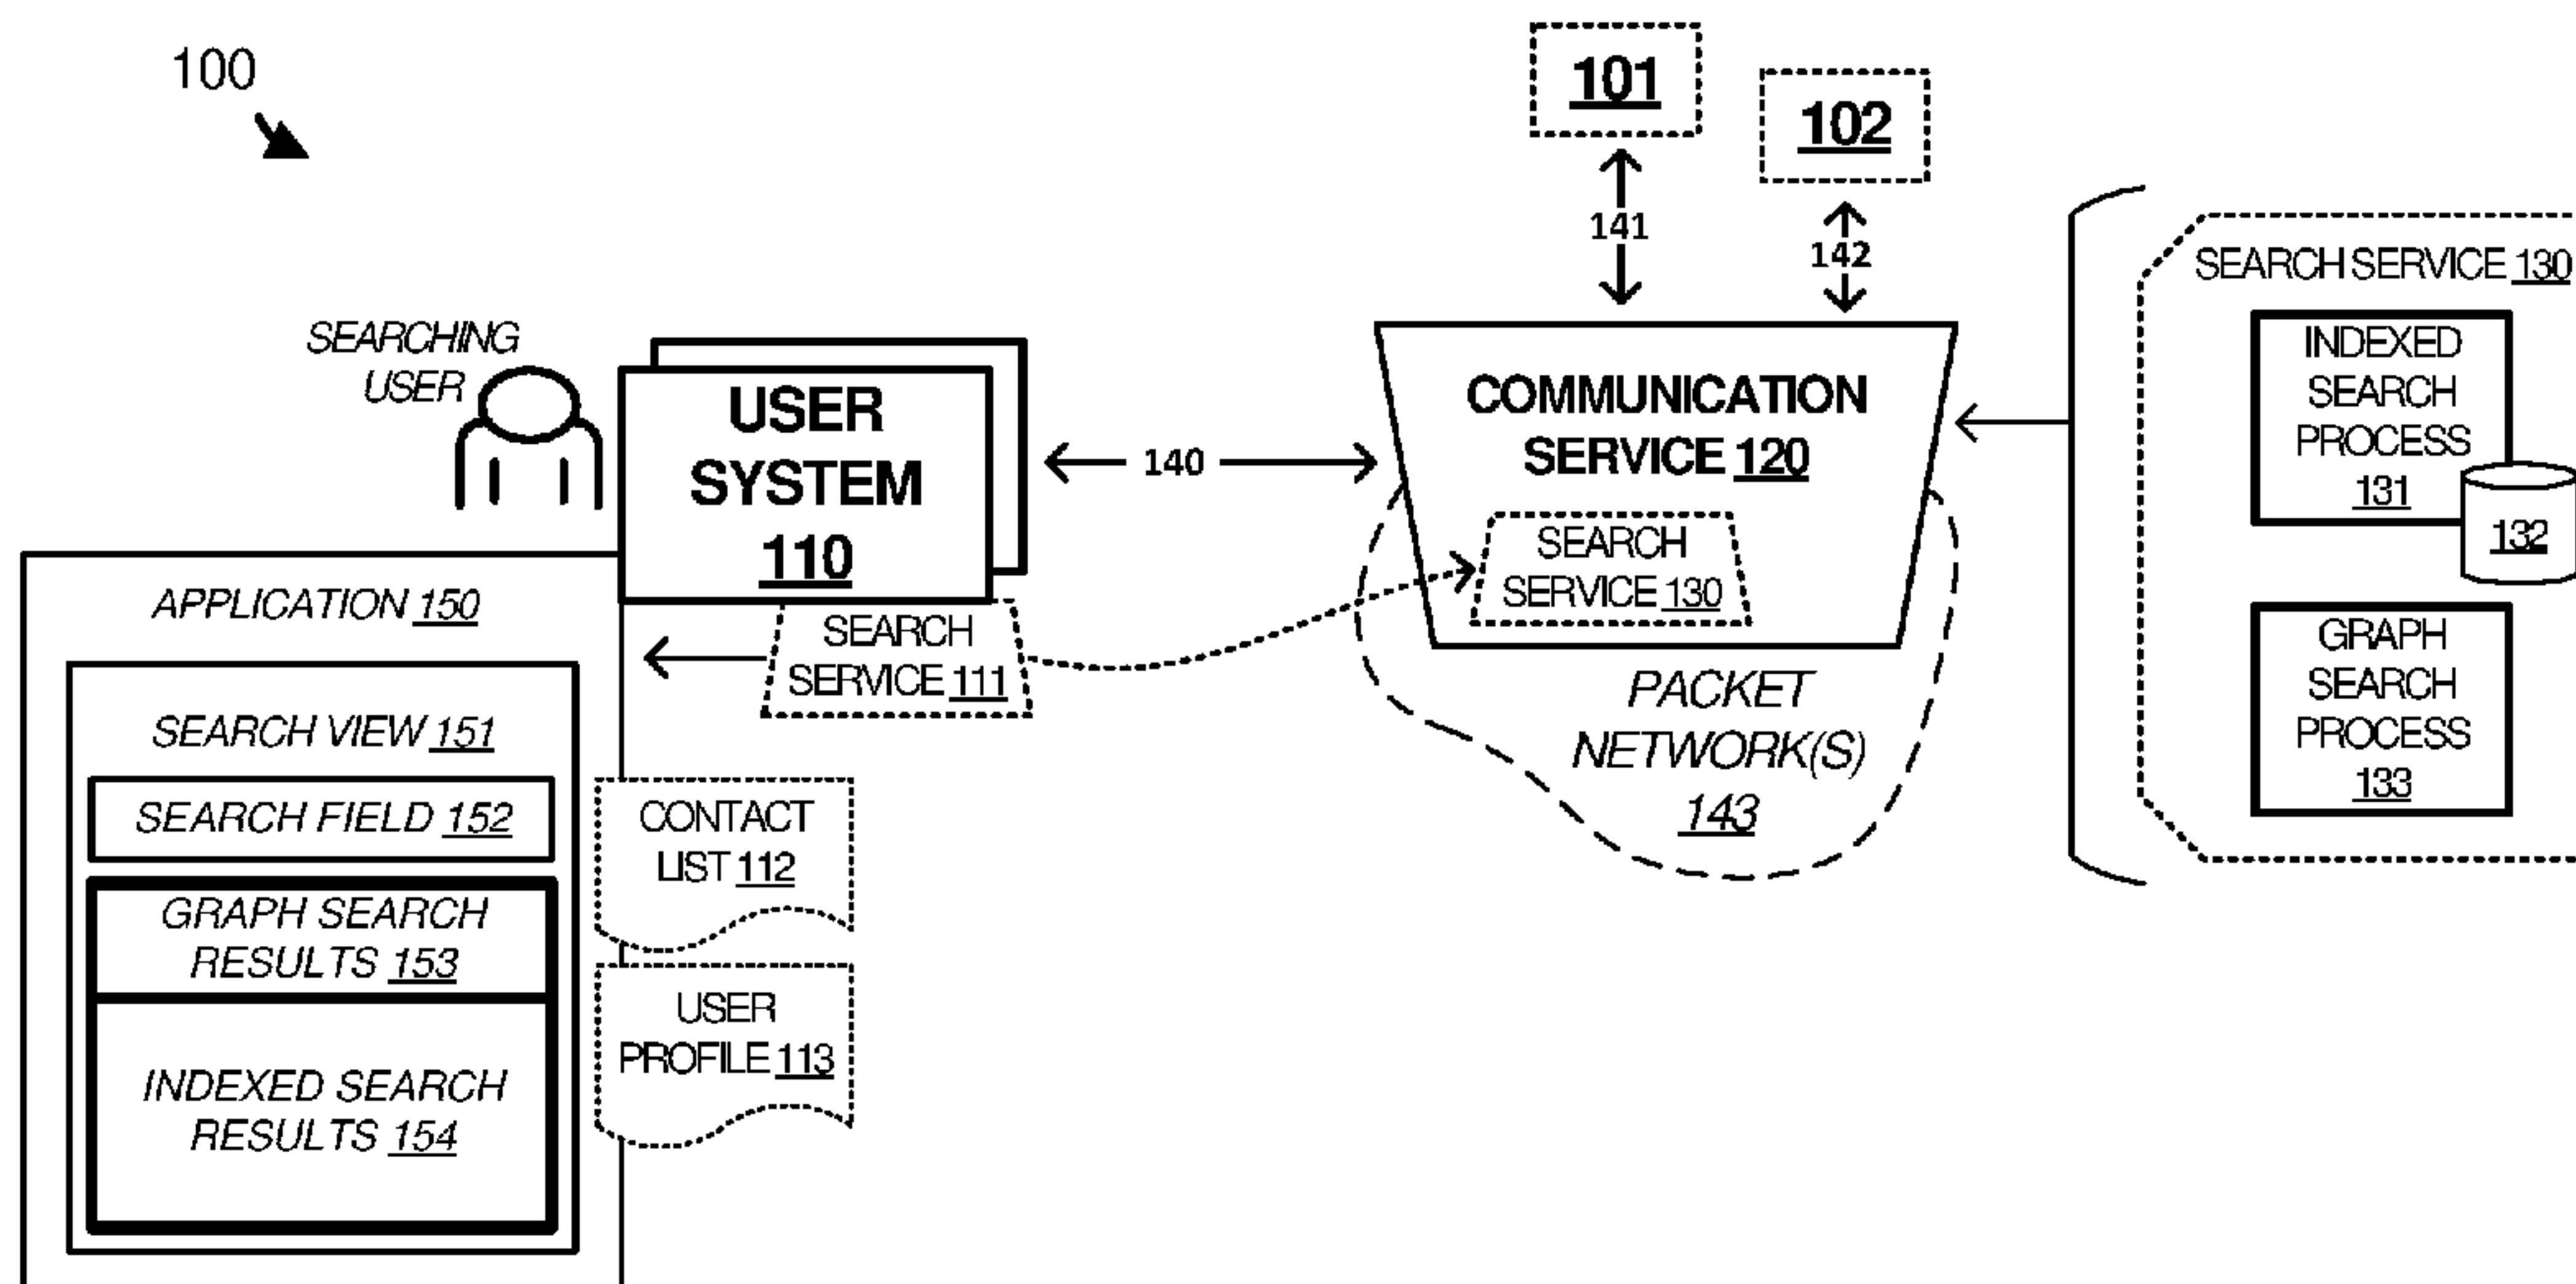 100
101
102
141
142
SEARCHING
USER
USER
SYSTEM
110
140
COMMUNICATION
SERVICE 120
SEARCH
SERVICE 130
SEARCH
SERVICE 111
PACKET
NETWORK(S)
143
SEARCH SERVICE 130
INDEXED
SEARCH
PROCESS
131
132
GRAPH
SEARCH
PROCESS
133
APPLICATION 150
SEARCH VIEW 151
SEARCH FIELD 152
GRAPH SEARCH
RESULTS 153
INDEXED SEARCH
RESULTS 154
CONTACT
LIST 112
USER
PROFILE 113